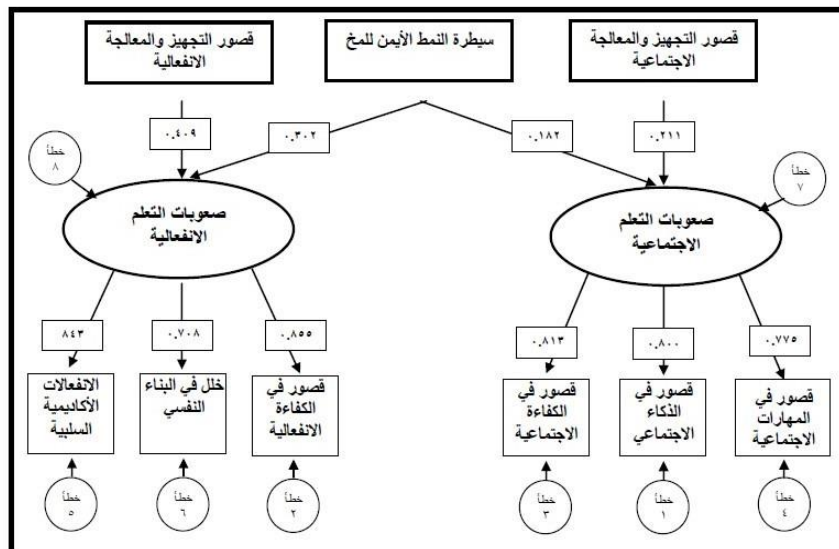 قصور التجهيز والمعالجة
الاجتماعية
سيطرة النمط الأيمن للمخ
قصور التجهيز والمعالجة
الانفعالية
٠.٢١١
٠.١٨٢
٠.٣٠٢
٠.٤٠٩
خطأ
٧
خطأ
٨
صعوبات التعلم
الاجتماعية
صعوبات التعلم
الانفعالية
٠.٧٧٥
٠.٨٠٠
٠.٨١٣
٠.٨٥٥
٠.٧٠٨
٨٤٣
قصور في
المهارات
الاجتماعية
قصور في
الذكاء
الاجتماعي
قصور في
الكفاءة
الاجتماعية
قصور في
الكفاءة
الانفعالية
خلل في البناء
النفسي
الانفعالات
الأكاديمية
السلبية
خطأ
٤
خطأ
١
خطأ
٣
خطأ
٢
خطأ
٦
خطأ
٥